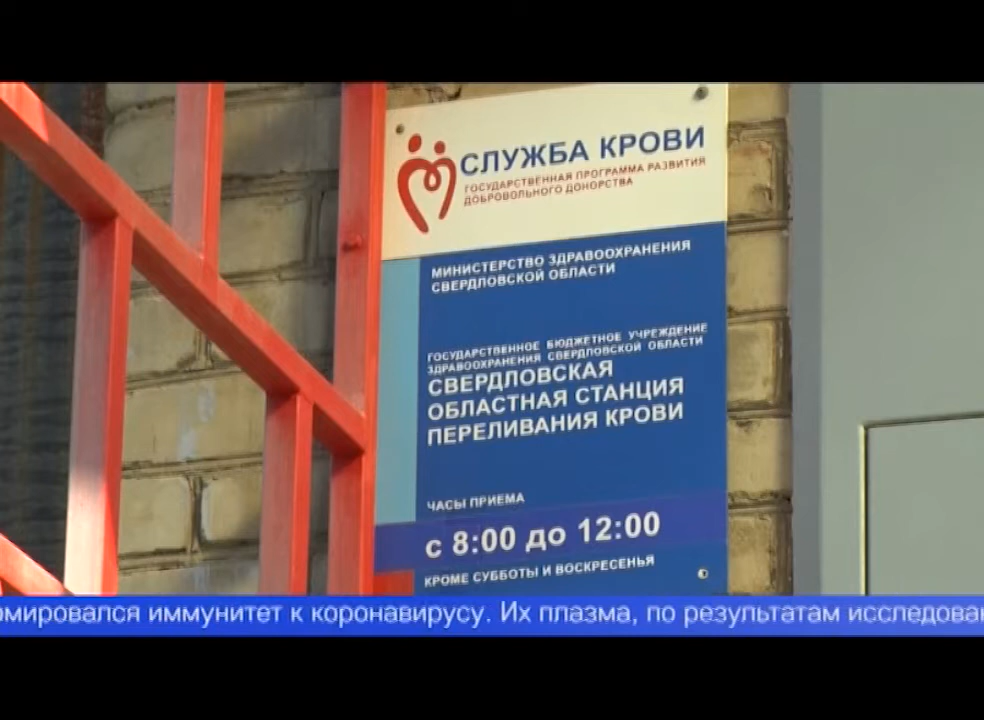 СЛУЖБА КРОВИ
ГОСУДАРСТВЕННАЯ ПРОГРАММА РАЗВИТИЯ
ДОБРОВОЛЬНОГО ДОНОРСТВА
МИНИСТЕРСТВО ЗДРАВООХРАНЕНИЯ
СВЕРДЛОВСКОЙ ОБЛАСТИ
ГОСУДАРСТВЕННОЕ БЮДЖЕТНОЕ УЧРЕЖДЕНИЕ
ЗДРАВООХРАНЕНИЯ СВЕРДЛОВСКОЙ ОБЛАСТИ
СВЕРДЛОВСКАЯ
ОБЛАСТНАЯ СТАНЦИЯ
ПЕРЕЛИВАНИЯ КРОВИ
ЧАСЫ ПРИЕМА
с 8:00 до 12:00
КРОМЕ СУББОТЫ И ВОСКРЕСЕНЬЯ
рмировался иммунитет к коронавирусу. Их плазма, по результатам исследован